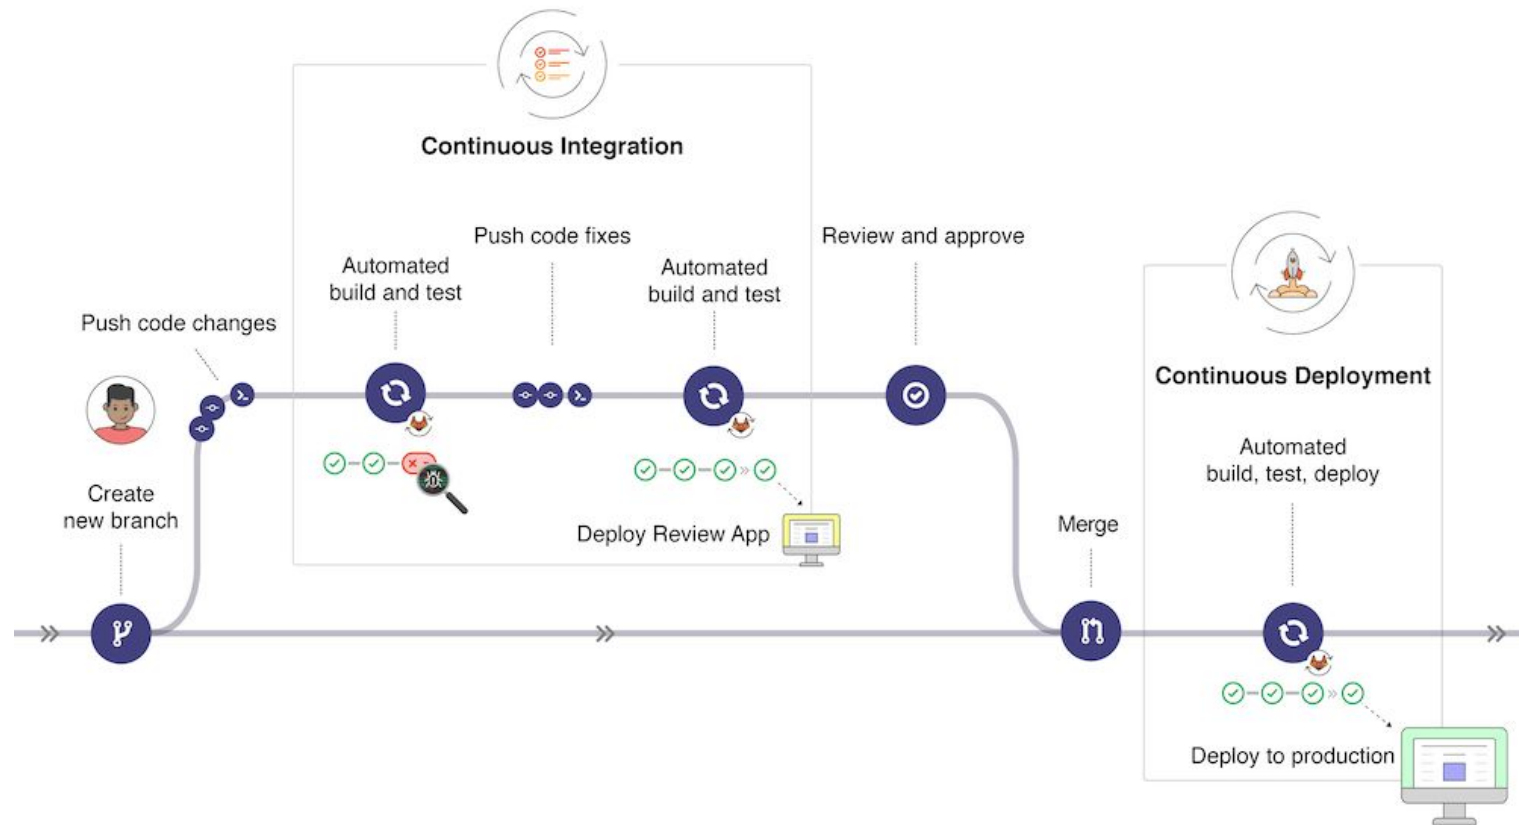 Continuous Integration
Push code fixes
Review and approve
Automated
build and test
Automated
build and test
Push code changes
Continuous Deployment
Automated
build, test, deploy
Create
new branch
Deploy Review App
Merge
Deploy to production